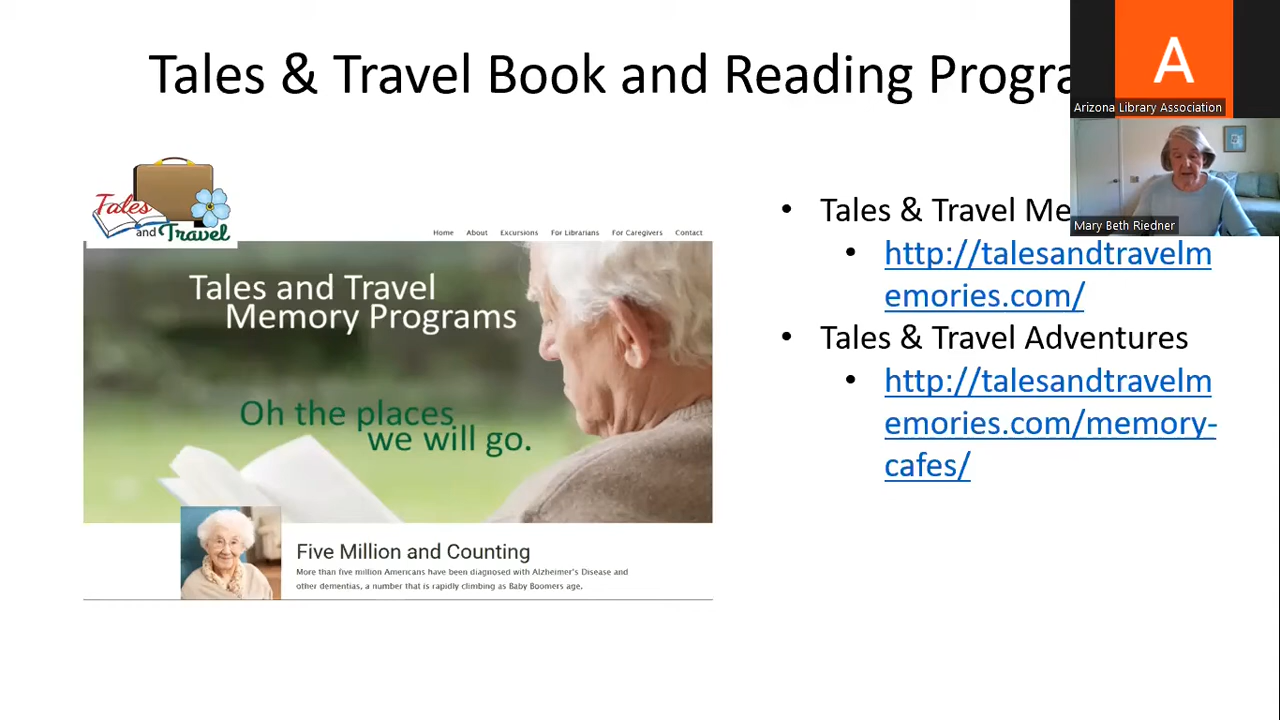 Tales & Travel Book and Reading Progra
A
Arizona Library Association
Mary Beth Riedner
Tales
and Travel
Home About Excursions For Librarians For Caregivers Contact
Tales and Travel
Memory Programs
Oh the places
we will go.
Five Million and Counting
More than five million Americans have been diagnosed with Alzheimer's Disease and
other dementias, a number that is rapidly climbing as Baby Boomers age.
• Tales & Travel Me
• http://talesandtravelm
emories.com/
• Tales & Travel Adventures
• http://talesandtravelm
emories.com/memory-
cafes/